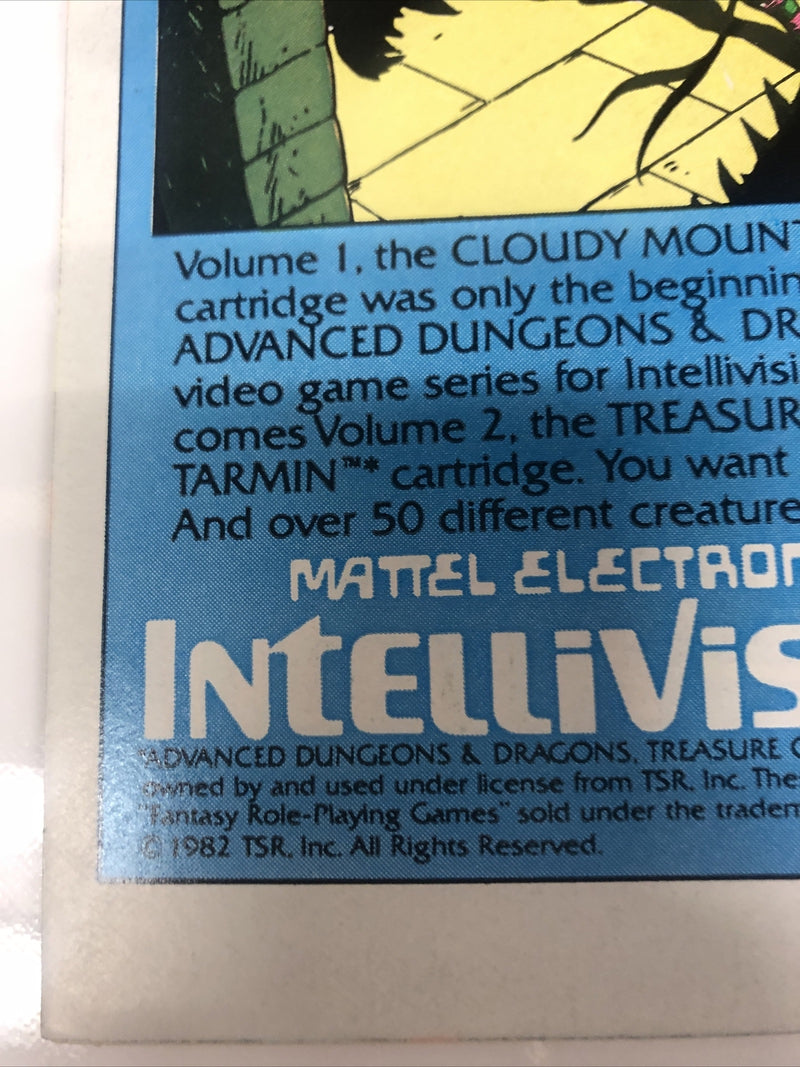 Volume 1, the CLOUDY MOUNT
cartridge was only the beginnin
ADVANCED DUNGEONS & DR
video game series for Intellivisi
comes Volume 2, the TREASUR
TARMIN™* cartridge. You want
And over 50 different creature
MATTEL ELECTRON
INTELLIVIS
*ADVANCED DUNGEONS & DRAGONS, TREASURE O
owned by and used under license from TSR, Inc. The
"Fantasy Role-Playing Games" sold under the tradem
© 1982 TSR, Inc. All Rights Reserved.